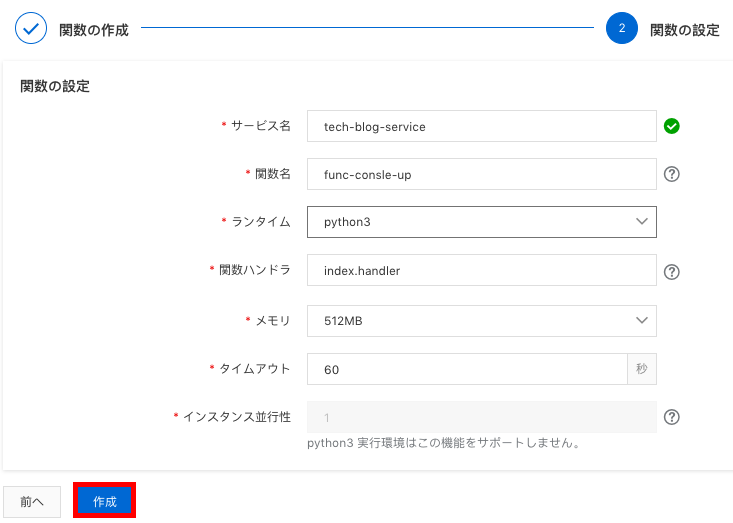 関数の作成
2 関数の設定
関数の設定
* サービス名 tech-blog-service
* 関数名 func-consle-up
* ランタイム python3
* 関数ハンドラ index.handler
* メモリ 512MB
* タイムアウト 60 秒
* インスタンス並行性 1
python3 実行環境はこの機能をサポートしません。
前へ 作成